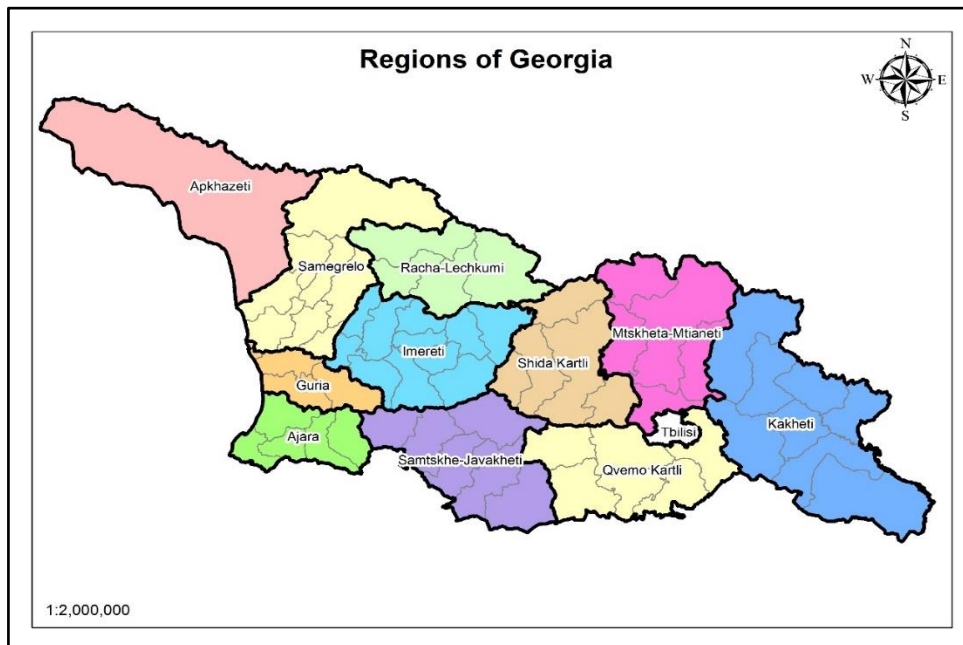 Regions of Georgia
N
W E
S
Apkhazeti
Samegrelo
Racha-Lechkumi
Mtskheta-Mtianeti
Imereti
Shida Kartli
Guria
Kakheti
Tbilisi
Ajara
Samtskhe-Javakheti
Qvemo Kartli
1:2,000,000